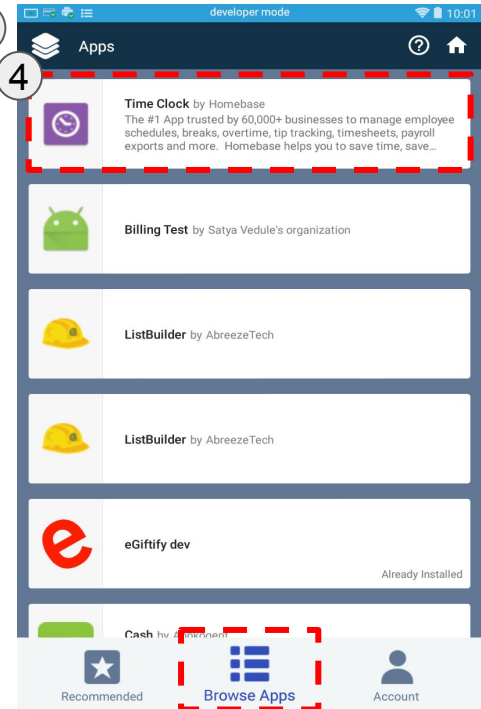 developer mode
10:01
Apps
4
Time Clock by Homebase
The #1 App trusted by 60,000+ businesses to manage employee
schedules, breaks, overtime, tip tracking, timesheets, payroll
exports and more. Homebase helps you to save time, save...
Billing Test by Satya Vedule's organization
ListBuilder by AbreezeTech
ListBuilder by AbreezeTech
e
eGiftify dev
Already Installed
Cash by Appkogent
Recommended
Browse Apps
Account